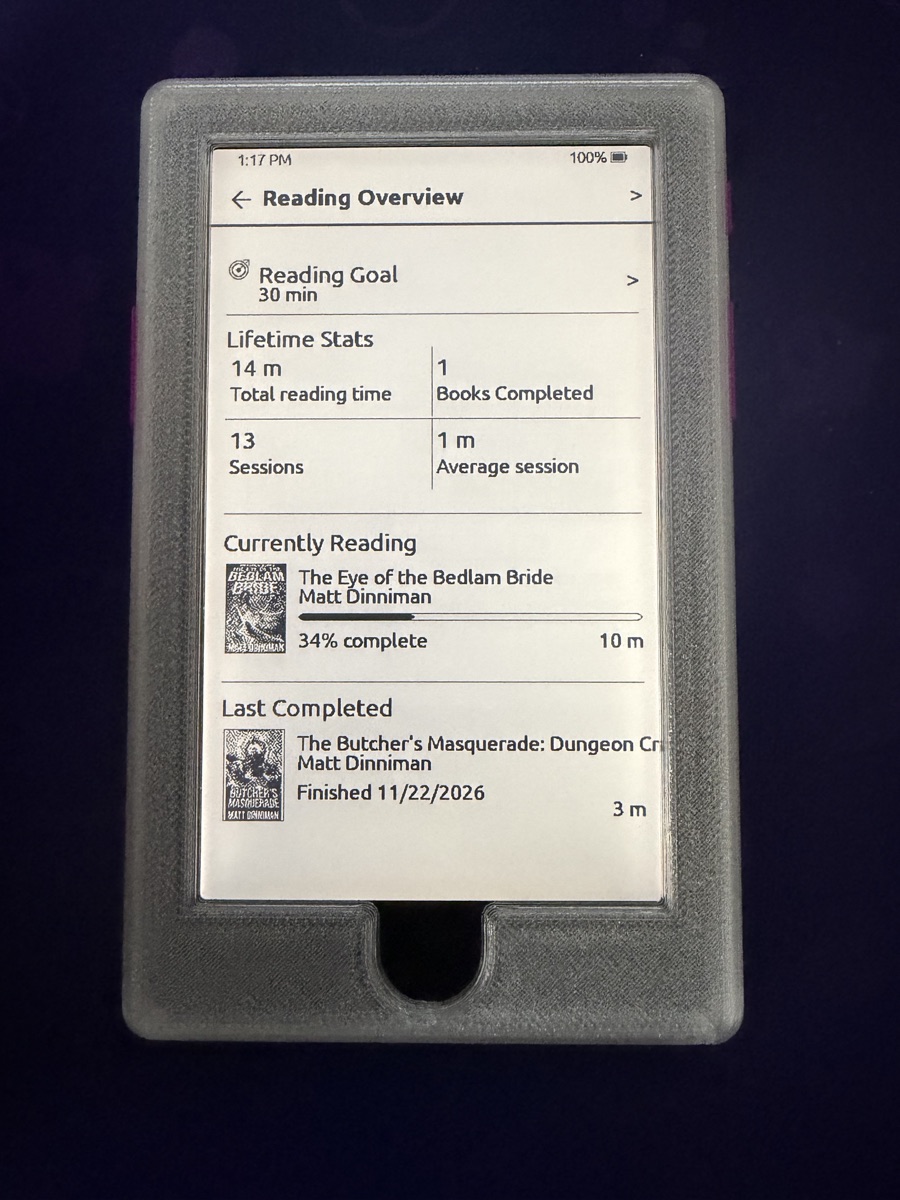 1:17 PM 100%
← Reading Overview >
Reading Goal >
30 min
Lifetime Stats
14 m 1
Total reading time Books Completed
13 1 m
Sessions Average session
Currently Reading
BEDLAM
BRIDE
MATT DINNIMAN
The Eye of the Bedlam Bride
Matt Dinniman
34% complete 10 m
Last Completed
BUTCHER'S
MASQUERADE
MATT DINNIMAN
The Butcher's Masquerade: Dungeon Cr
Matt Dinniman
Finished 11/22/2026
3 m